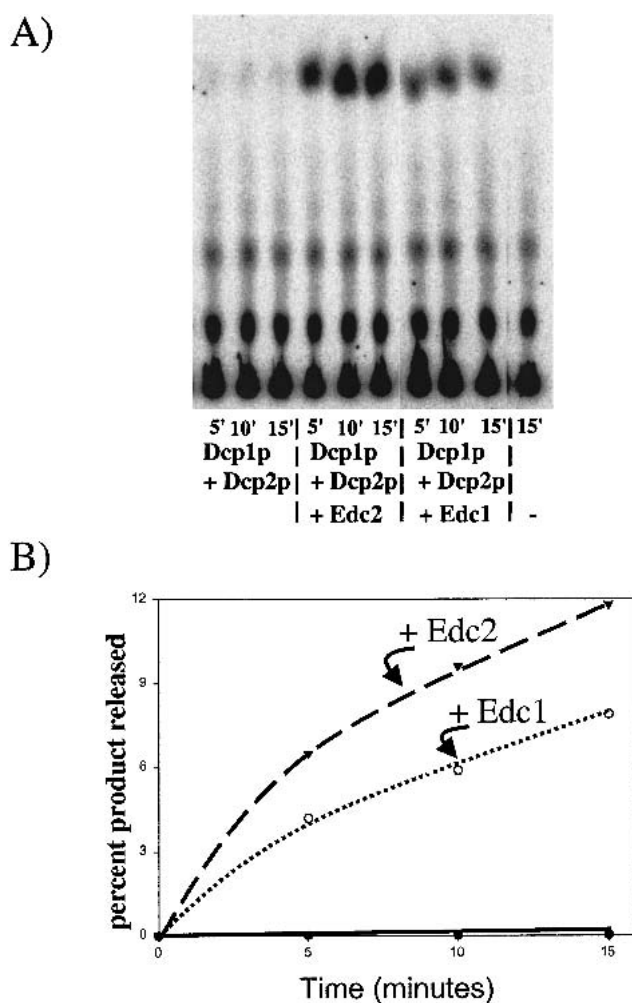 A)
5' 10' 15' 5' 10' 15' 5' 10' 15' 15'
Dcp1p | Dcp1p | Dcp1p |
+ Dcp2p | + Dcp2p | + Dcp2p |
| + Edc2 | + Edc1 | -
B)
percent product released
12
9
6
3
0
+ Edc2
+ Edc1
0 5 10 15
Time (minutes)